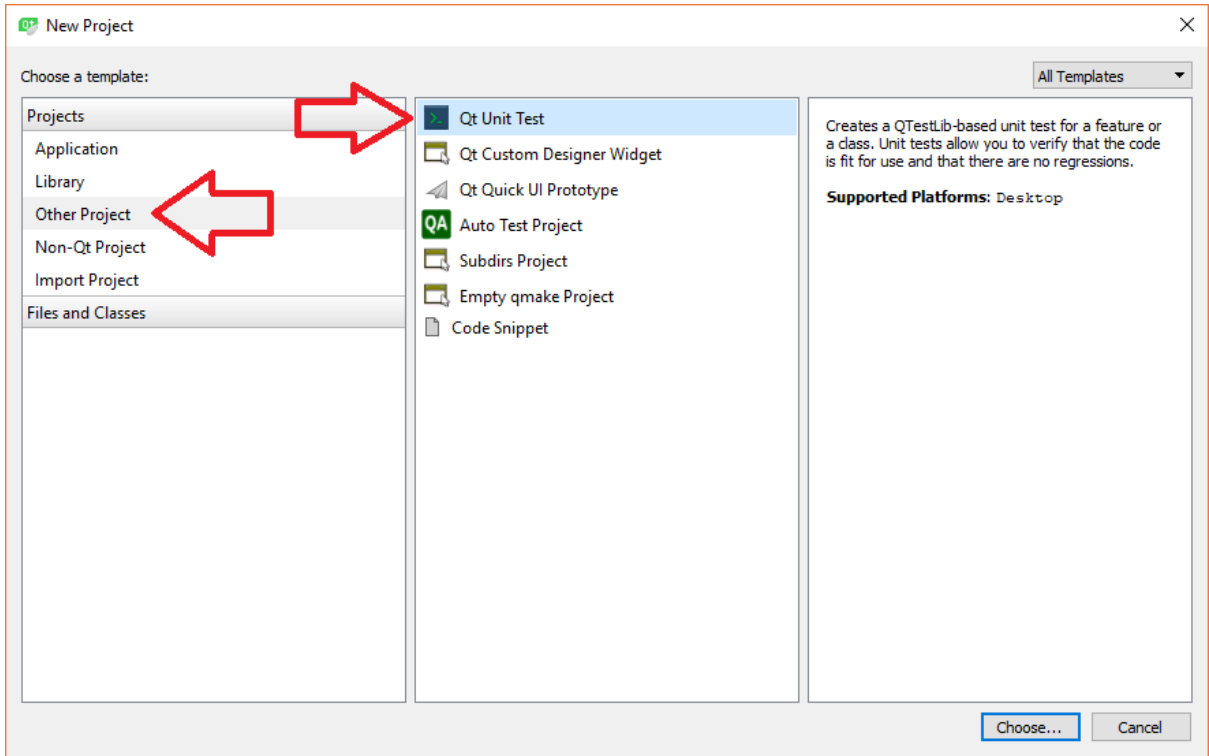 New Project
Choose a template:
All Templates
Projects
Application
Library
Other Project
Non-Qt Project
Import Project
Files and Classes
Qt Unit Test
Qt Custom Designer Widget
Qt Quick UI Prototype
QA Auto Test Project
Subdirs Project
Empty qmake Project
Code Snippet
Creates a QTestLib-based unit test for a feature or
a class. Unit tests allow you to verify that the code
is fit for use and that there are no regressions.
Supported Platforms: Desktop
Choose...
Cancel